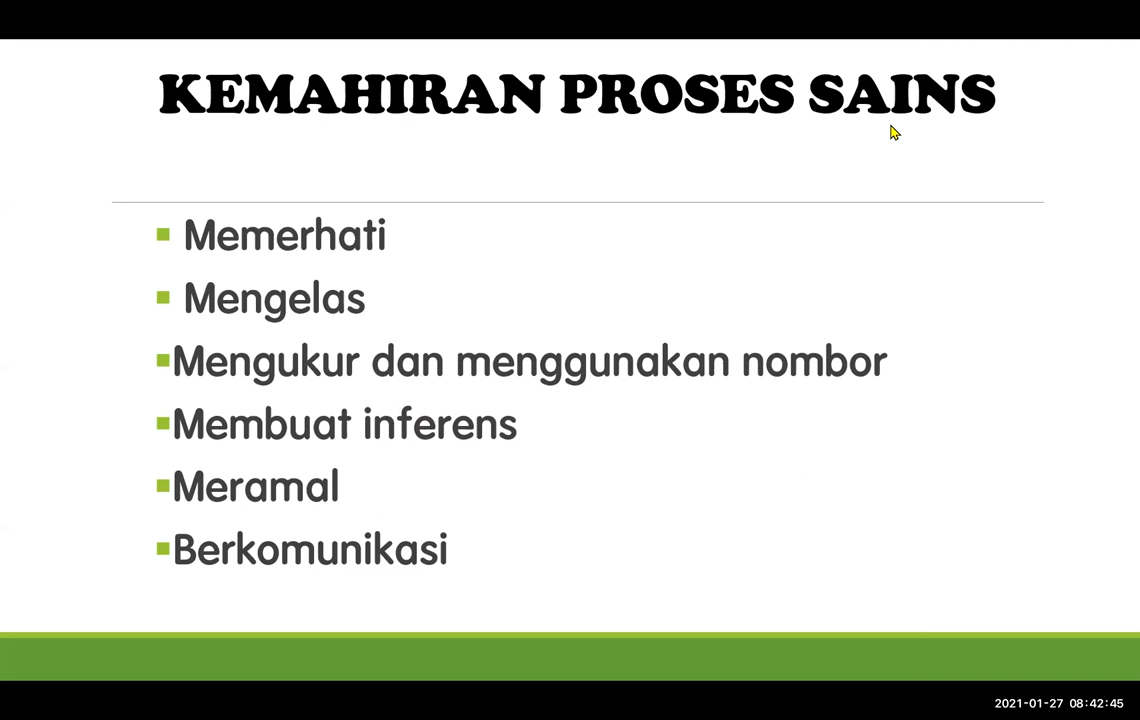 KEMAHIRAN PROSES SAINS
Memerhati
Mengelas
Mengukur dan menggunakan nombor
Membuat inferens
Meramal
Berkomunikasi
2021-01-27 08:42:45